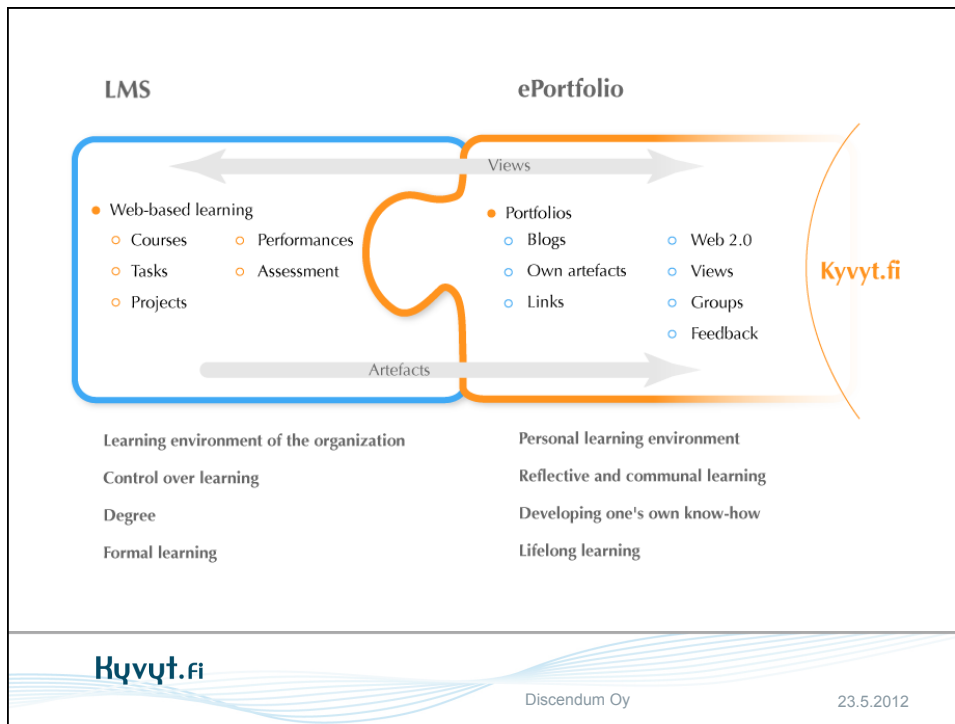 LMS
ePortfolio
Views
Web-based learning
Courses
Performances
Tasks
Assessment
Projects
Portfolios
Blogs
Web 2.0
Own artefacts
Views
Links
Groups
Feedback
Kyvyt.fi
Artefacts
Learning environment of the organization
Control over learning
Degree
Formal learning
Personal learning environment
Reflective and communal learning
Developing one's own know-how
Lifelong learning
Kyvyt.fi
Discendum Oy
23.5.2012